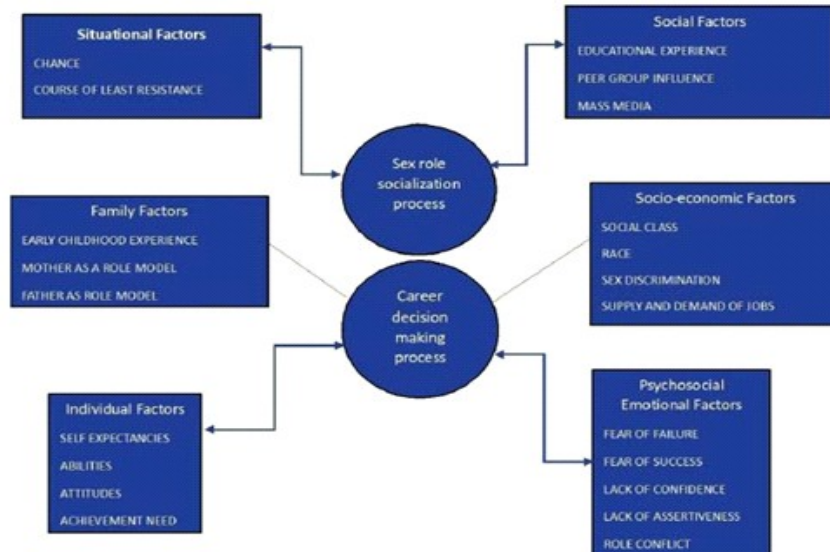 Situational Factors
CHANCE
COURSE OF LEAST RESISTANCE
Social Factors
EDUCATIONAL EXPERIENCE
PEER GROUP INFLUENCE
MASS MEDIA
Sex role
socialization
process
Family Factors
EARLY CHILDHOOD EXPERIENCE
MOTHER AS A ROLE MODEL
FATHER AS ROLE MODEL
Socio-economic Factors
SOCIAL CLASS
RACE
SEX DISCRIMINATION
SUPPLY AND DEMAND OF JOBS
Career
decision
making
process
Individual Factors
SELF EXPECTANCIES
ABILITIES
ATTITUDES
ACHIEVEMENT NEED
Psychosocial
Emotional Factors
FEAR OF FAILURE
FEAR OF SUCCESS
LACK OF CONFIDENCE
LACK OF ASSERTIVENESS
ROLE CONFLICT